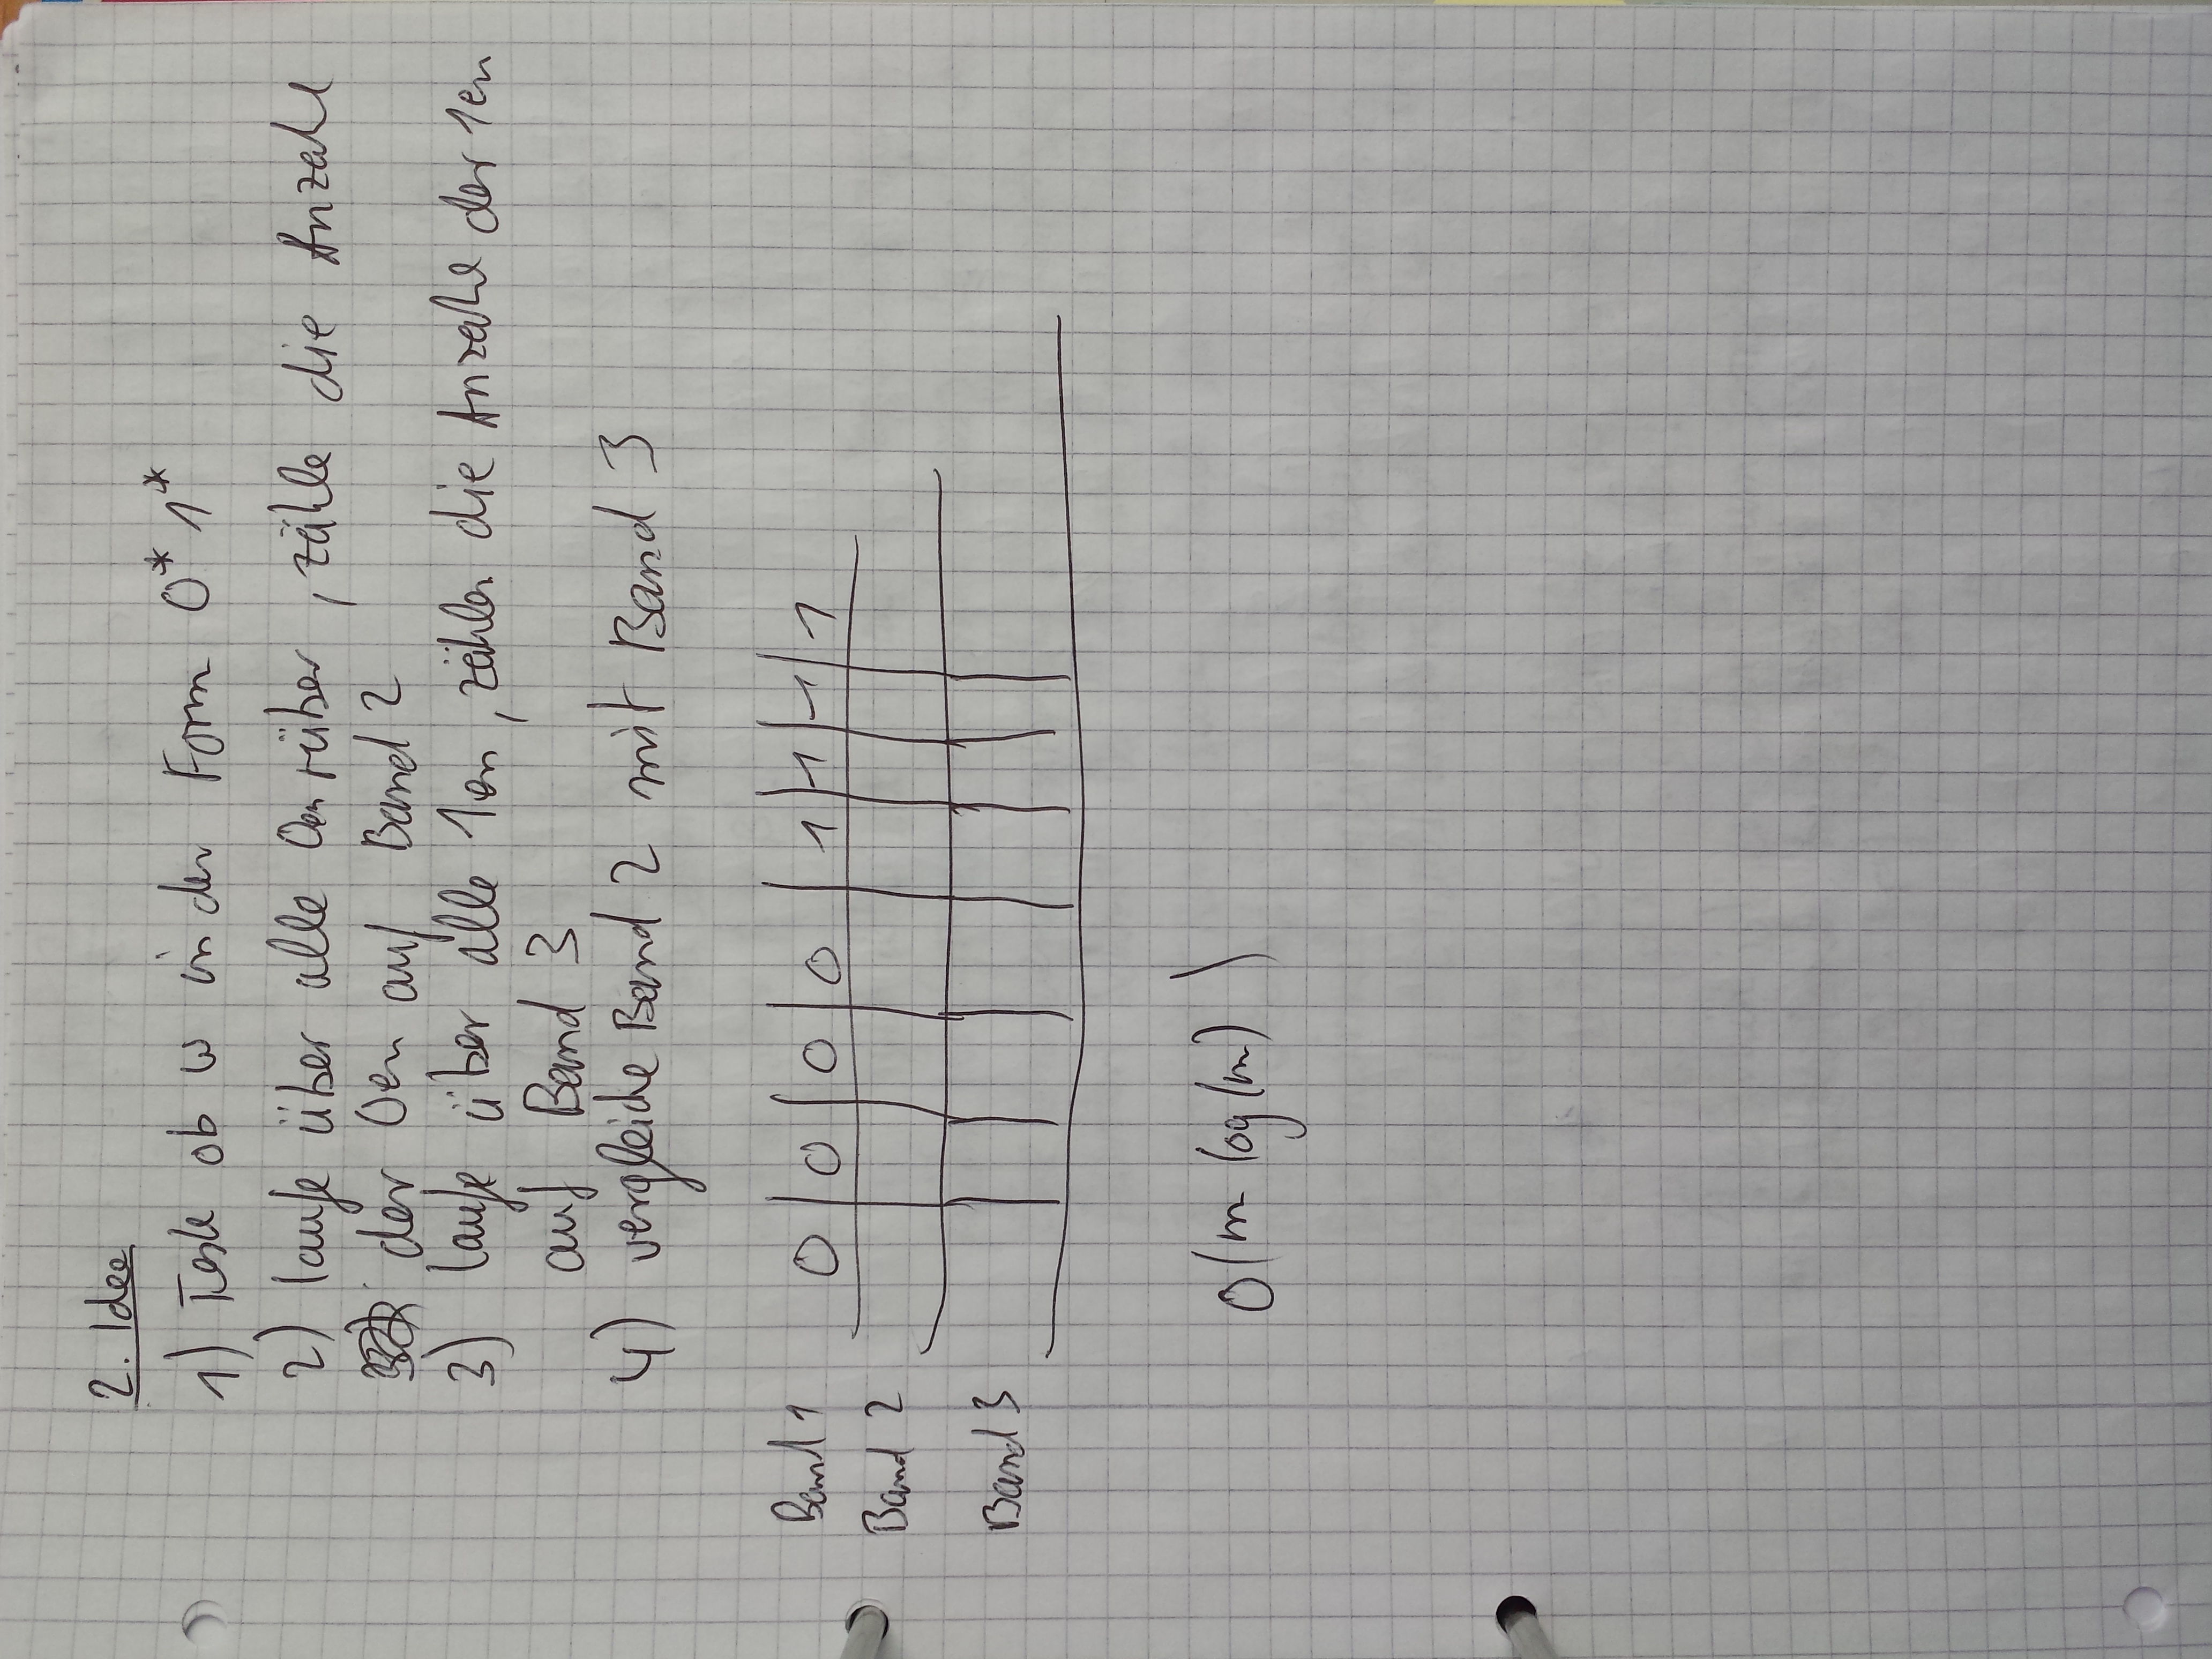 2. Idee
1) Teste ob w in der Form 0* 1*
2) laufe über alle 0en rüber, zähle die Anzahl
der 0en auf Band 2
3) laufe über alle 1en, zähle die Anzahl der 1en
auf Band 3
4) vergleiche Band 2 mit Band 3
Band 1 0 0 0 0 1 1 1 1
Band 2
Band 3
O(n log(n))